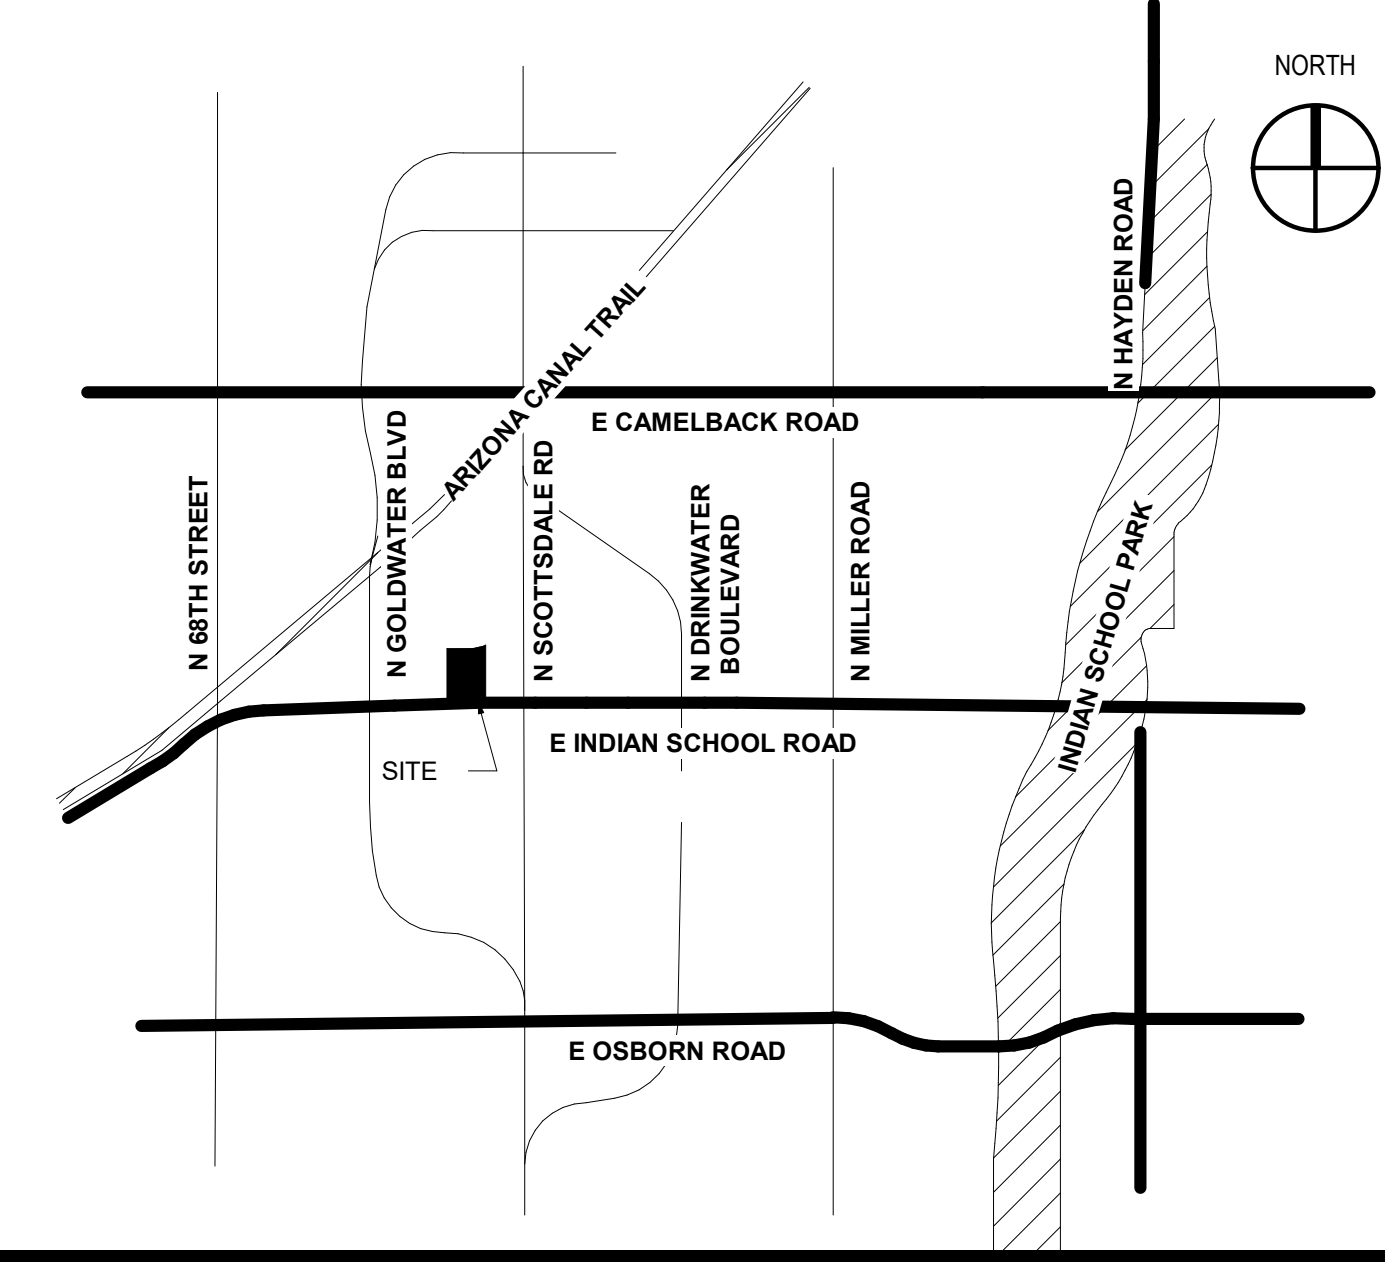 NORTH
N HAYDEN ROAD
ARIZONA CANAL TRAIL
E CAMELBACK ROAD
N 68TH STREET
N GOLDWATER BLVD
N SCOTTSDALE RD
N DRINKWATER
BOULEVARD
N MILLER ROAD
INDIAN SCHOOL PARK
E INDIAN SCHOOL ROAD
SITE
E OSBORN ROAD